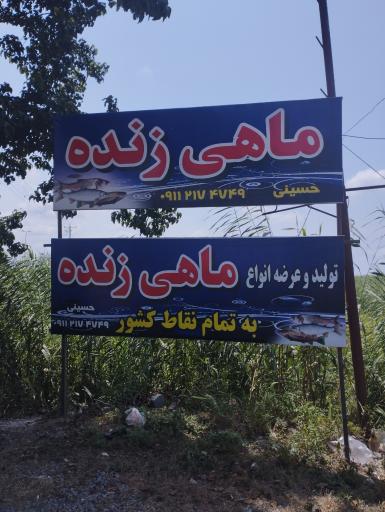 ماهی زنده
حسینی ۰۹۱۱ ۲۱۷ ۴۷۴۹
تولید و عرضه انواع ماهی زنده
به تمام نقاط کشور
حسینی
۰۹۱۱ ۲۱۷ ۴۷۴۹